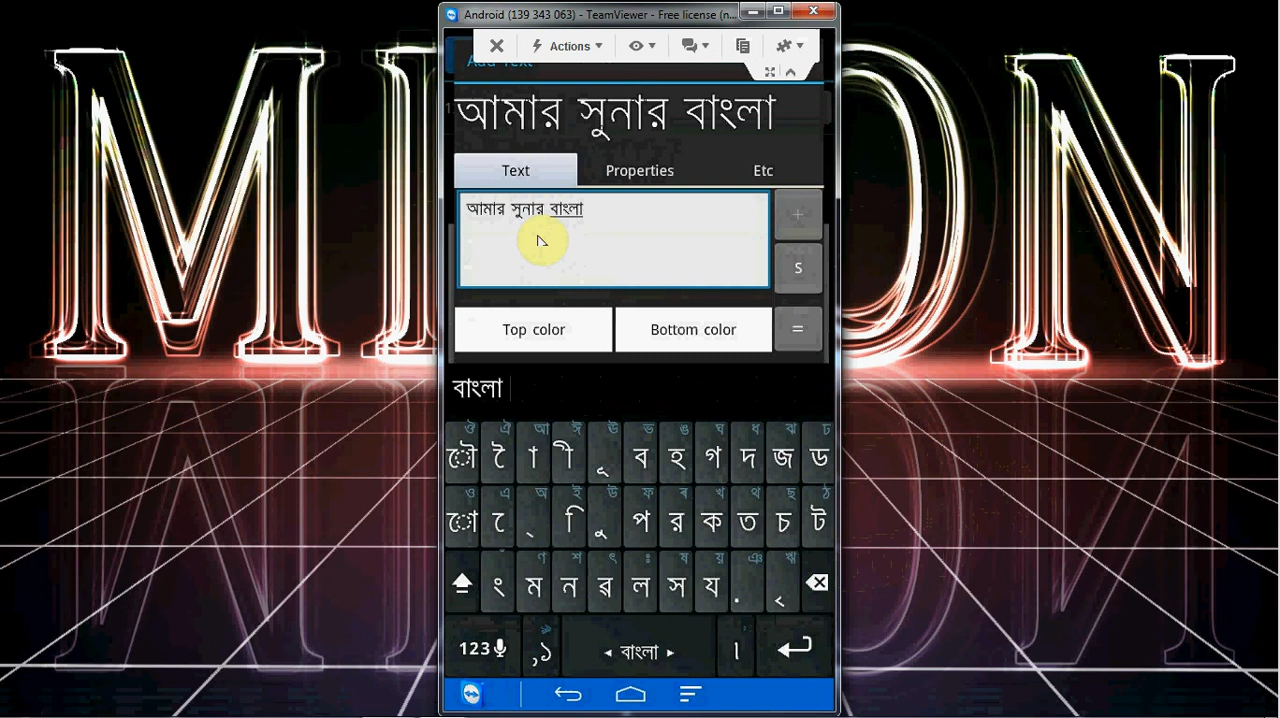 Android (139 343 063) - TeamViewer - Free license (n...
Actions
Add Text
আমার সুনার বাংলা
Text Properties Etc
আমার সুনার বাংলা
+
S
Top color Bottom color =
বাংলা
ঔ ঐ আ ঈ ঊ ভ ঙ ঘ ধ ঝ ঢ
ৌ ৈ া ী ূ ব হ গ দ জ ড
ও এ অ ই উ ফ ৰ খ থ ছ ঠ
ো ে ্ ি ু প র ক ত চ ট
ণ শ ৎ ঃ ষ য় ঞ ঋ
ং ম ন ৱ ল স য . ,
123 ,১ ◂ বাংলা ▸ ।
M N